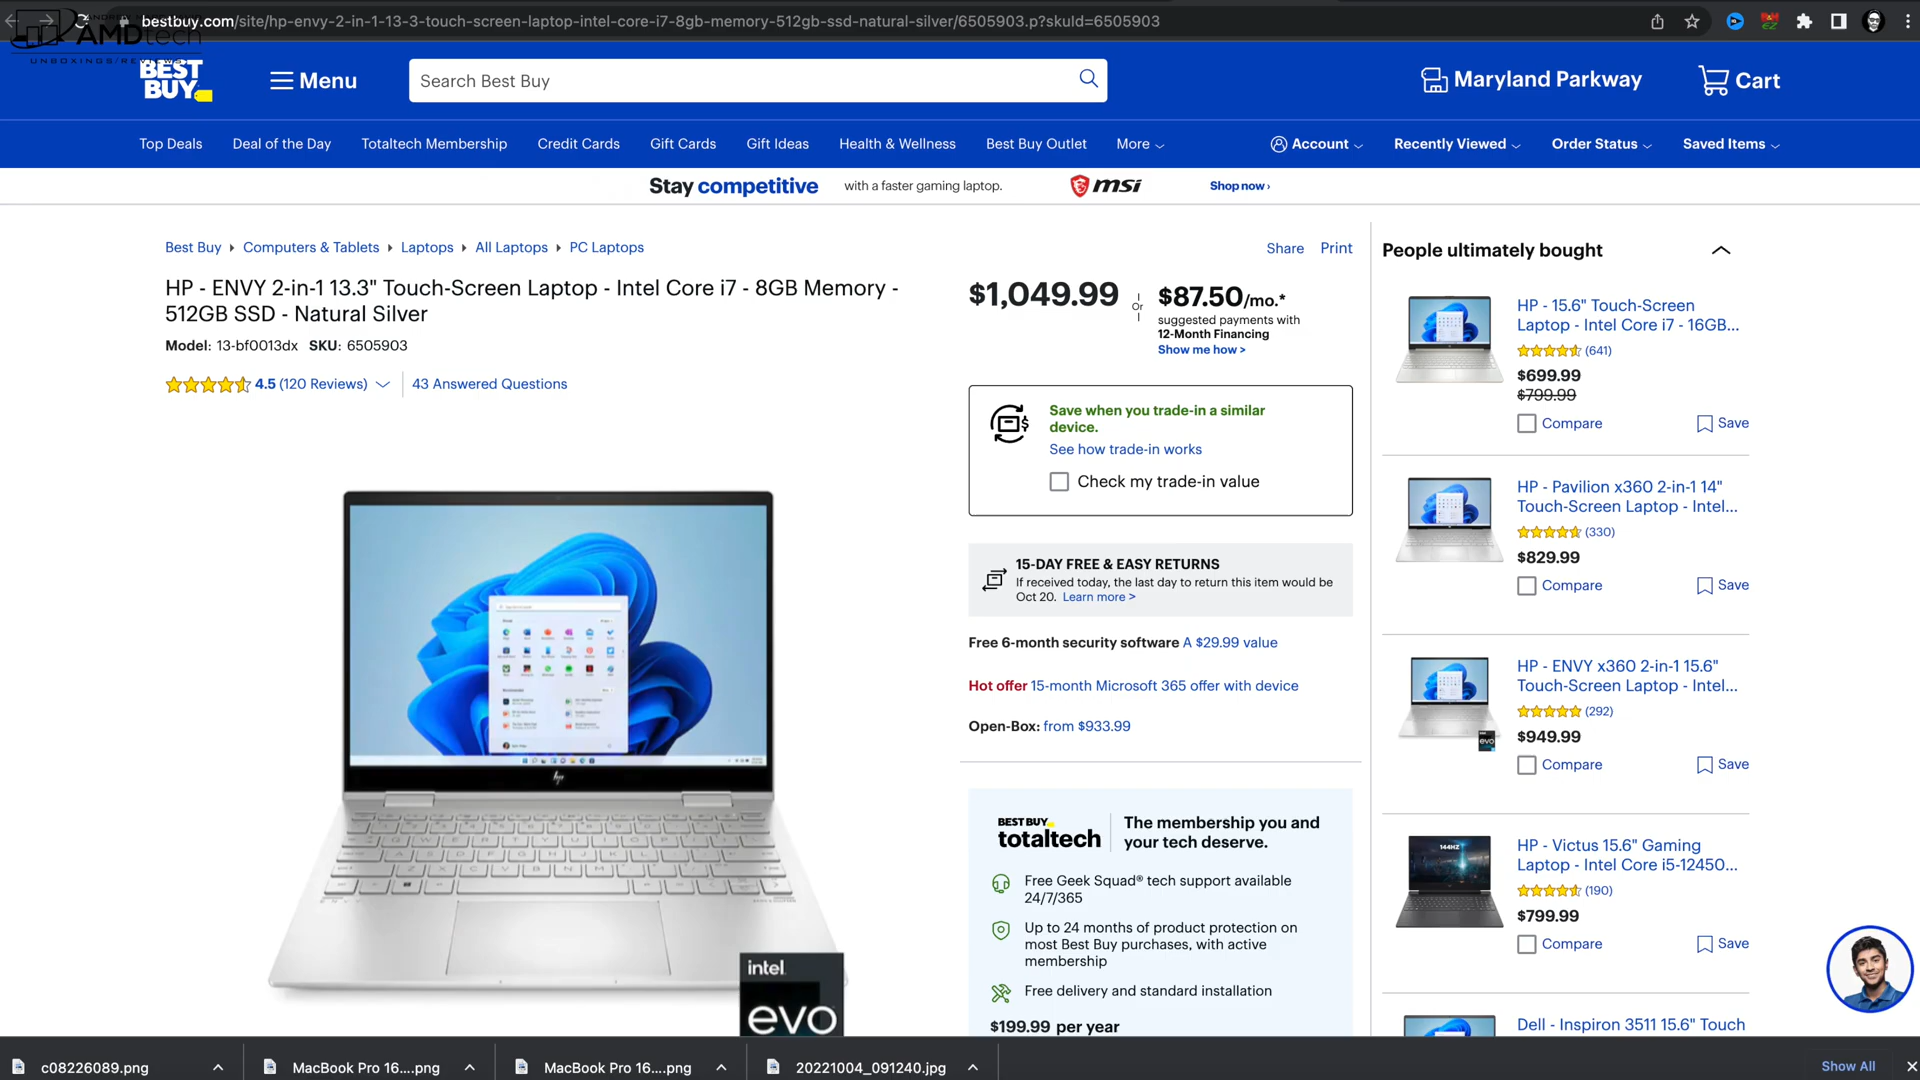 bestbuy.com/site/hp-envy-2-in-1-13-3-touch-screen-laptop-intel-core-i7-8gb-memory-512gb-ssd-natural-silver/6505903.p?skuId=6505903
AMDtech
UNBOXINGS/REVIEWS
BEST BUY
Menu
Search Best Buy
Maryland Parkway
Cart
Top Deals
Deal of the Day
Totaltech Membership
Credit Cards
Gift Cards
Gift Ideas
Health & Wellness
Best Buy Outlet
More
Account
Recently Viewed
Order Status
Saved Items
Stay competitive with a faster gaming laptop. msi Shop now ›
Best Buy
Computers & Tablets
Laptops
All Laptops
PC Laptops
Share
Print
HP - ENVY 2-in-1 13.3" Touch-Screen Laptop - Intel Core i7 - 8GB Memory -
512GB SSD - Natural Silver
Model: 13-bf0013dx SKU: 6505903
4.5 (120 Reviews)
43 Answered Questions
hp
intel.
evo
$1,049.99
Or
$87.50/mo.*
suggested payments with
12-Month Financing
Show me how >
Save when you trade-in a similar
device.
See how trade-in works
Check my trade-in value
15-DAY FREE & EASY RETURNS
If received today, the last day to return this item would be
Oct 20. Learn more >
Free 6-month security software A $29.99 value
Hot offer 15-month Microsoft 365 offer with device
Open-Box: from $933.99
BEST BUY
totaltech
The membership you and
your tech deserve.
Free Geek Squad® tech support available
24/7/365
Up to 24 months of product protection on
most Best Buy purchases, with active
membership
Free delivery and standard installation
$199.99 per year
People ultimately bought
HP - 15.6" Touch-Screen
Laptop - Intel Core i7 - 16GB...
(641)
$699.99
$799.99
Compare
Save
HP - Pavilion x360 2-in-1 14"
Touch-Screen Laptop - Intel...
(330)
$829.99
Compare
Save
HP - ENVY x360 2-in-1 15.6"
Touch-Screen Laptop - Intel...
evo
(292)
$949.99
Compare
Save
144HZ
HP - Victus 15.6" Gaming
Laptop - Intel Core i5-12450...
(190)
$799.99
Compare
Save
Dell - Inspiron 3511 15.6" Touch
c08226089.png
MacBook Pro 16....png
MacBook Pro 16....png
20221004_091240.jpg
Show All